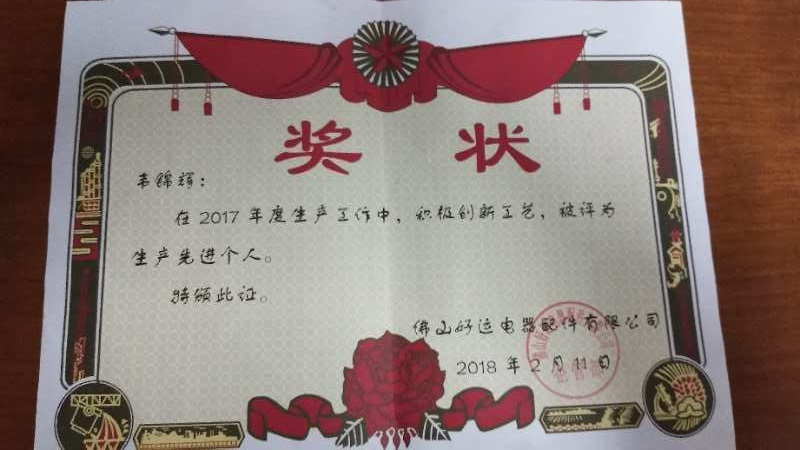 奖状
韦锦辉：
在2017年度生产工作中，积极创新工艺，被评为
生产先进个人。
特颁此证。
佛山好运电器配件有限公司
2018年2月11日